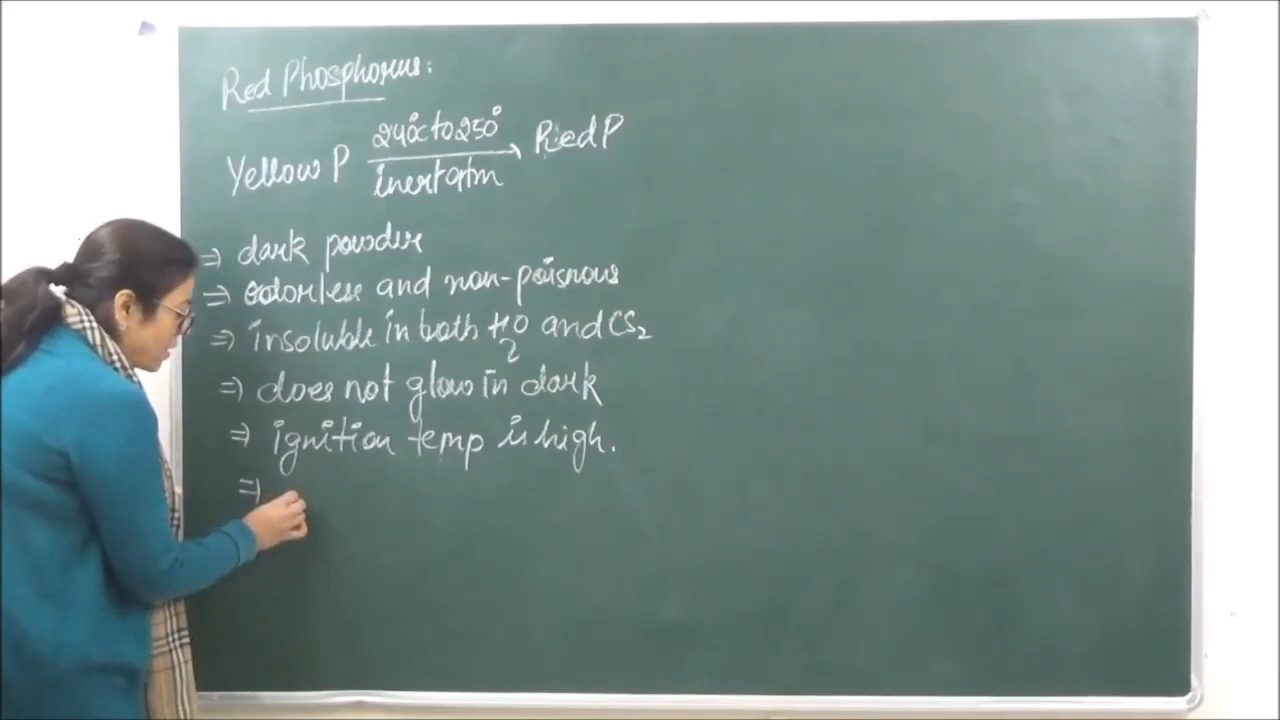 Red Phosphorus:
Yellow P 240°C to 250° → Red P
inert atm
⇒ dark powder
⇒ odorless and non-poisnous
⇒ insoluble in both H2O and CS2
⇒ does not glow in dark
⇒ ignition temp is high.
⇒